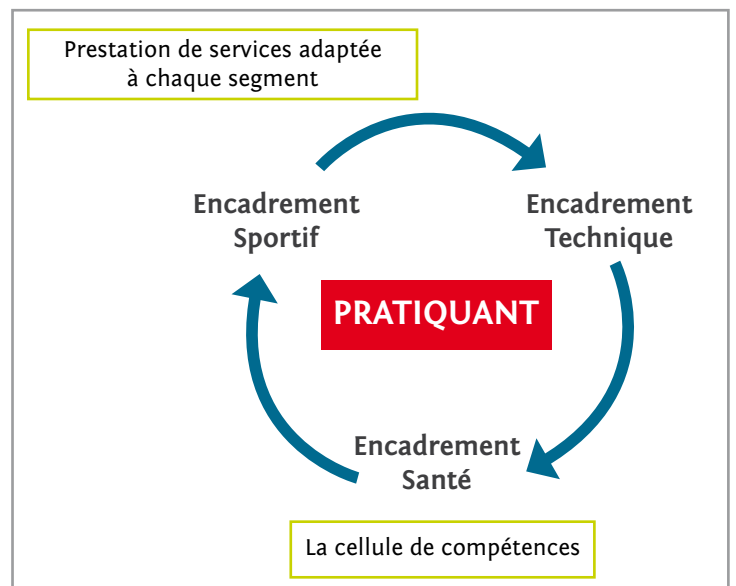 Prestation de services adaptée
à chaque segment
Encadrement
Sportif
Encadrement
Technique
PRATIQUANT
Encadrement
Santé
La cellule de compétences